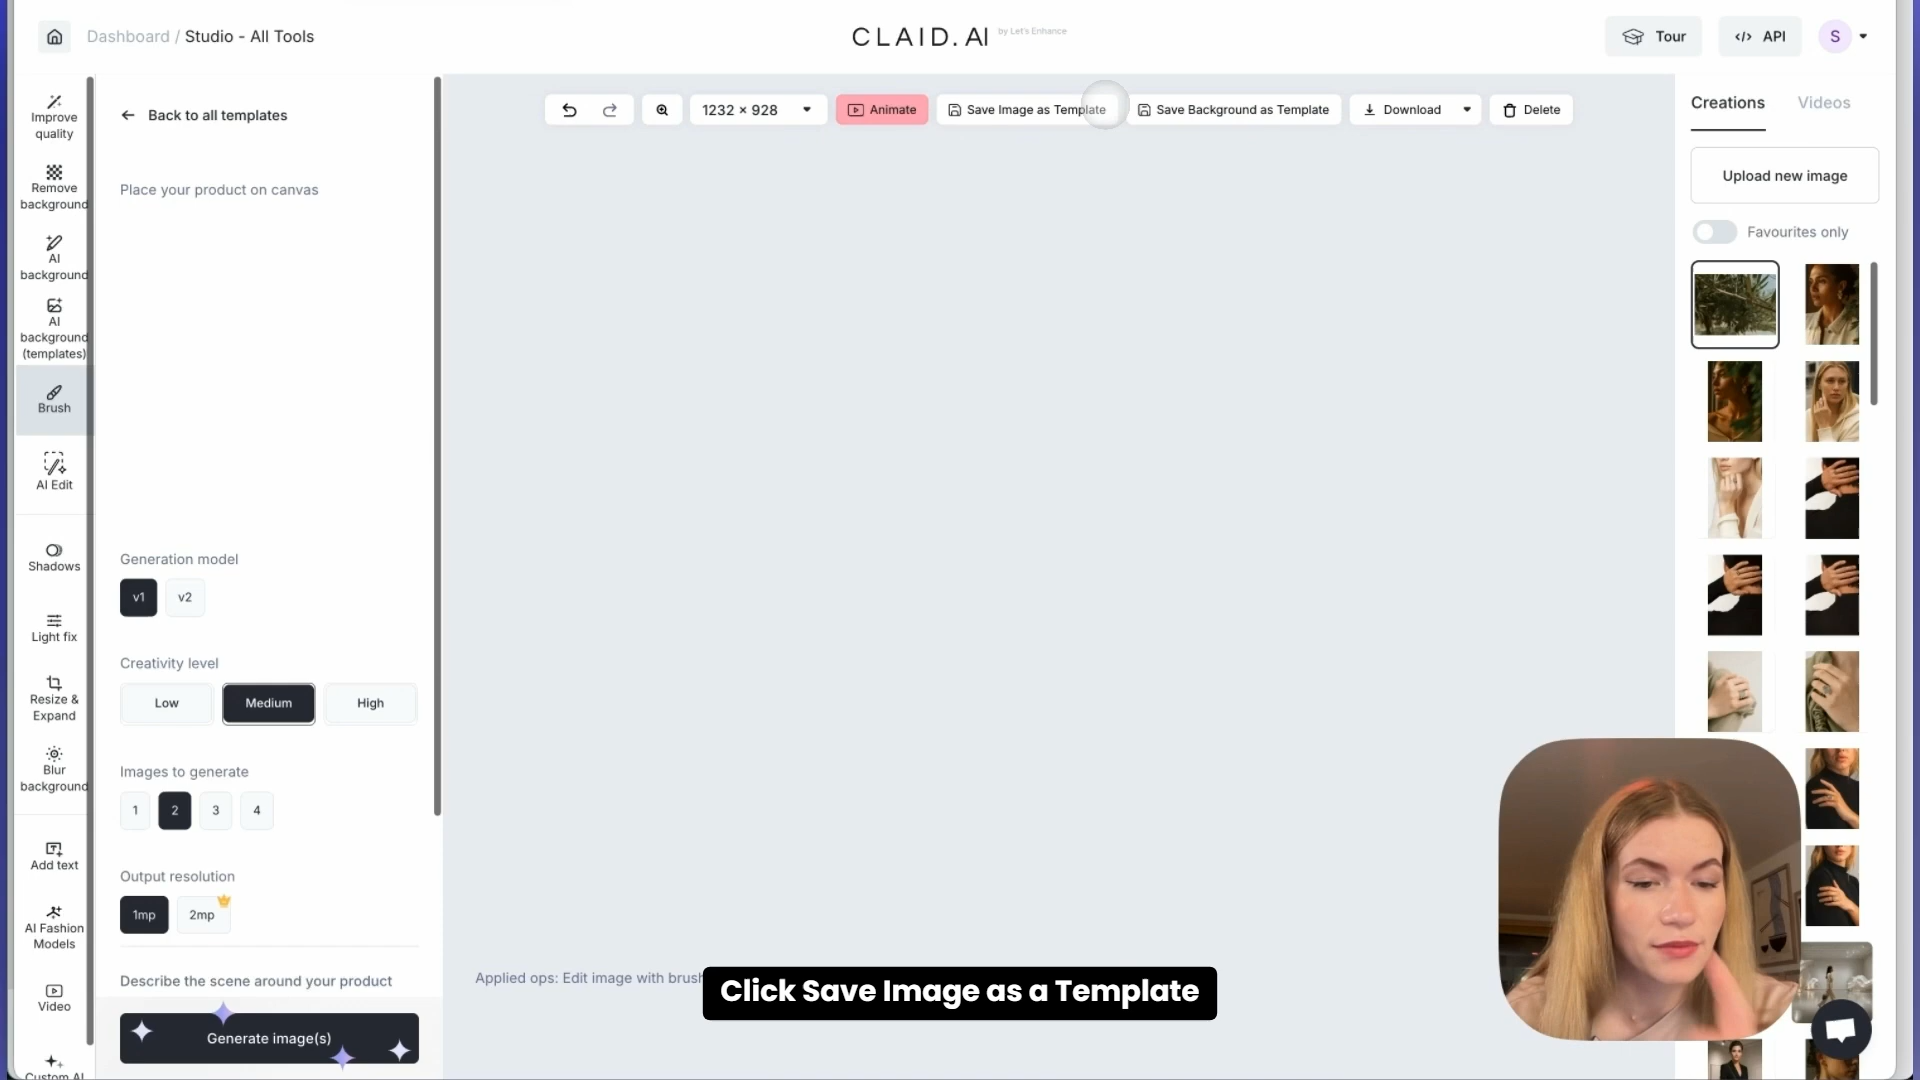 Dashboard / Studio - All Tools
CLAID.AI by Let's Enhance
Tour
API
S
Improve quality
Remove background
AI background
AI background (templates)
Brush
AI Edit
Shadows
Light fix
Resize & Expand
Blur background
Add text
AI Fashion Models
Video
Custom AI
Back to all templates
Place your product on canvas
Generation model
v1 v2
Creativity level
Low Medium High
Images to generate
1 2 3 4
Output resolution
1mp 2mp
Describe the scene around your product
Generate image(s)
1232 × 928
Animate
Save Image as Template
Save Background as Template
Download
Delete
Applied ops: Edit image with brush
Click Save Image as a Template
Creations Videos
Upload new image
Favourites only